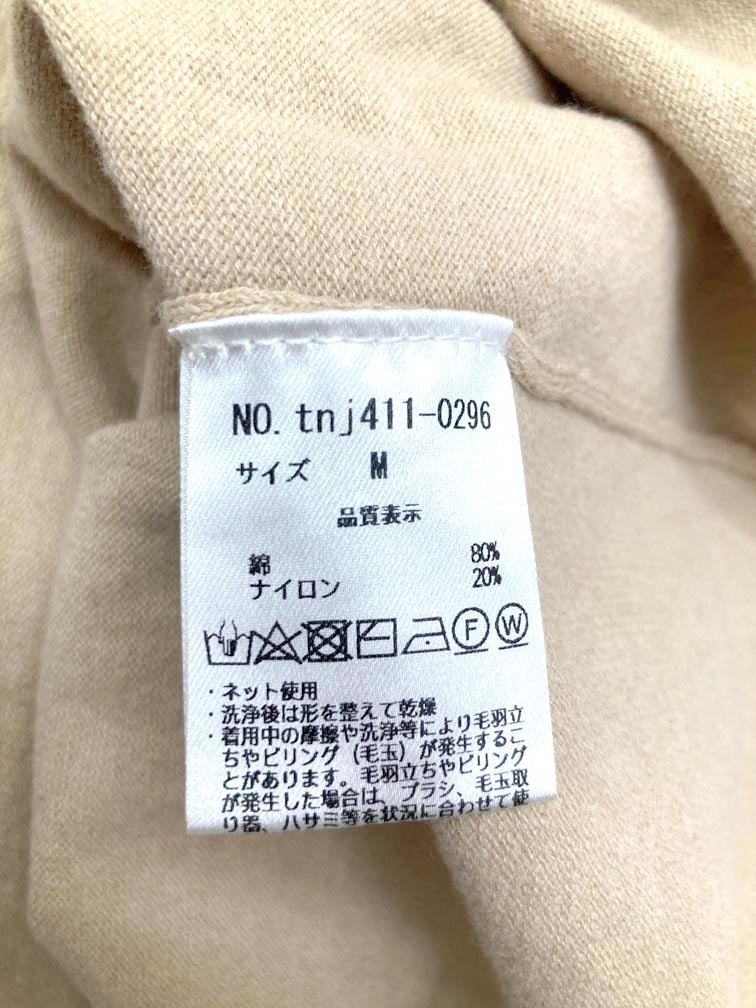 NO. tnj411-0296
サイズ M
品質表示
綿 80%
ナイロン 20%
F W
・ネット使用
・洗浄後は形を整えて乾燥
・着用中の摩擦や洗浄等により毛羽立
ちやピリング（毛玉）が発生するこ
とがあります。毛羽立ちやピリング
が発生した場合は、ブラシ、毛玉取
り器、ハサミ等を状況に合わせて使